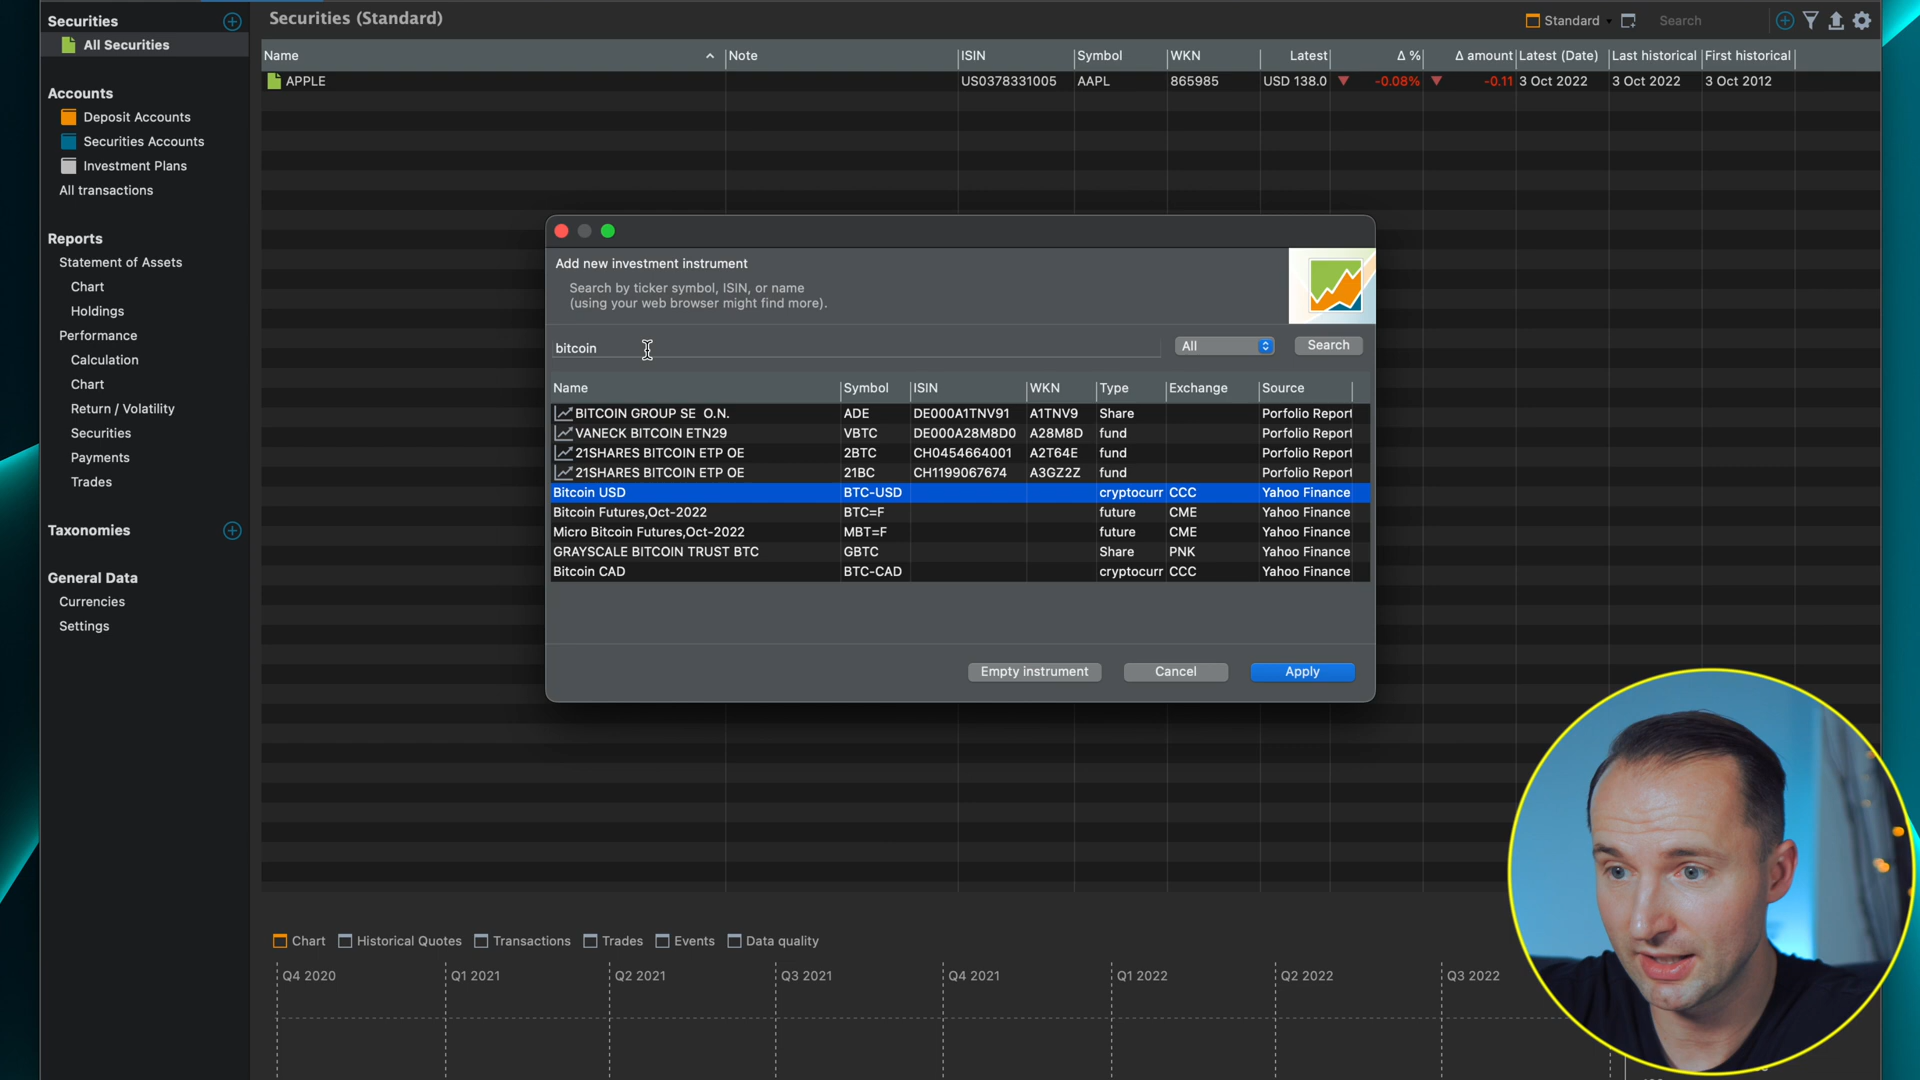 Securities
All Securities
Accounts
Deposit Accounts
Securities Accounts
Investment Plans
All transactions
Reports
Statement of Assets
Chart
Holdings
Performance
Calculation
Chart
Return / Volatility
Securities
Payments
Trades
Taxonomies
General Data
Currencies
Settings
Securities (Standard)
Standard
Search
Name Note ISIN Symbol WKN Latest Δ % Δ amount Latest (Date) Last historical First historical
APPLE US0378331005 AAPL 865985 USD 138.0 -0.08% -0.11 3 Oct 2022 3 Oct 2022 3 Oct 2012
Add new investment instrument
Search by ticker symbol, ISIN, or name
(using your web browser might find more).
bitcoin All Search
Name Symbol ISIN WKN Type Exchange Source
BITCOIN GROUP SE O.N. ADE DE000A1TNV91 A1TNV9 Share Porfolio Report
VANECK BITCOIN ETN29 VBTC DE000A28M8D0 A28M8D fund Porfolio Report
21SHARES BITCOIN ETP OE 2BTC CH0454664001 A2T64E fund Porfolio Report
21SHARES BITCOIN ETP OE 21BC CH1199067674 A3GZ2Z fund Porfolio Report
Bitcoin USD BTC-USD cryptocurr CCC Yahoo Finance
Bitcoin Futures,Oct-2022 BTC=F future CME Yahoo Finance
Micro Bitcoin Futures,Oct-2022 MBT=F future CME Yahoo Finance
GRAYSCALE BITCOIN TRUST BTC GBTC Share PNK Yahoo Finance
Bitcoin CAD BTC-CAD cryptocurr CCC Yahoo Finance
Empty instrument Cancel Apply
Chart Historical Quotes Transactions Trades Events Data quality
Q4 2020 Q1 2021 Q2 2021 Q3 2021 Q4 2021 Q1 2022 Q2 2022 Q3 2022